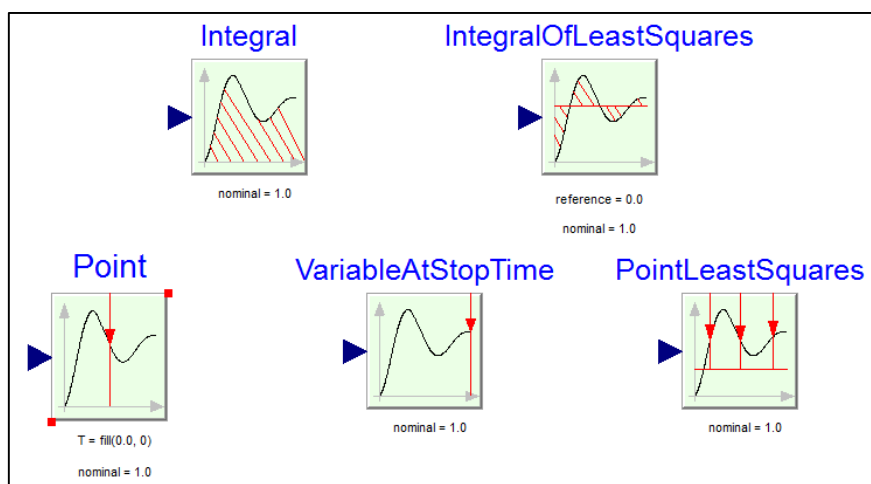 Integral
IntegralOfLeastSquares
nominal = 1.0
reference = 0.0
nominal = 1.0
Point
VariableAtStopTime
PointLeastSquares
T = fill(0.0, 0)
nominal = 1.0
nominal = 1.0
nominal = 1.0